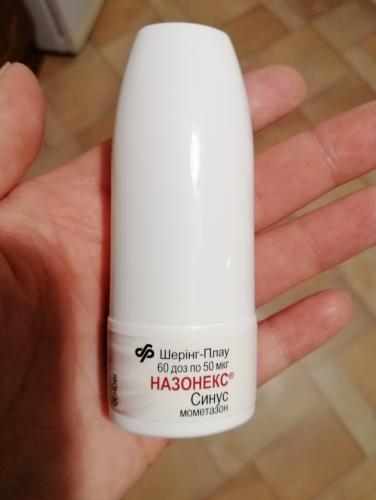 Шерінг-Плау
60 доз по 50 мкг
НАЗОНЕКС®
Синус
мометазон